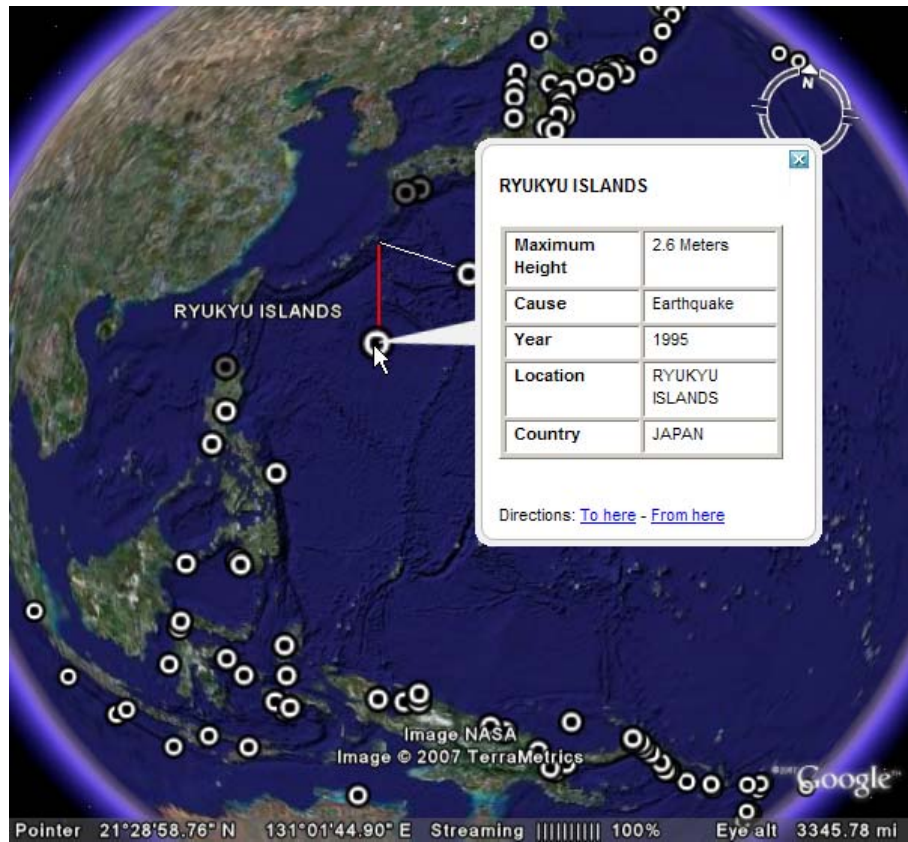 N
RYUKYU ISLANDS
Maximum Height
2.6 Meters
Cause
Earthquake
Year
1995
Location
RYUKYU ISLANDS
Country
JAPAN
Directions: To here - From here
RYUKYU ISLANDS
Image NASA
Image © 2007 TerraMetrics
©2007 Google™
Pointer 21°28'58.76" N 131°01'44.90" E Streaming |||||||||| 100% Eye alt 3345.78 mi